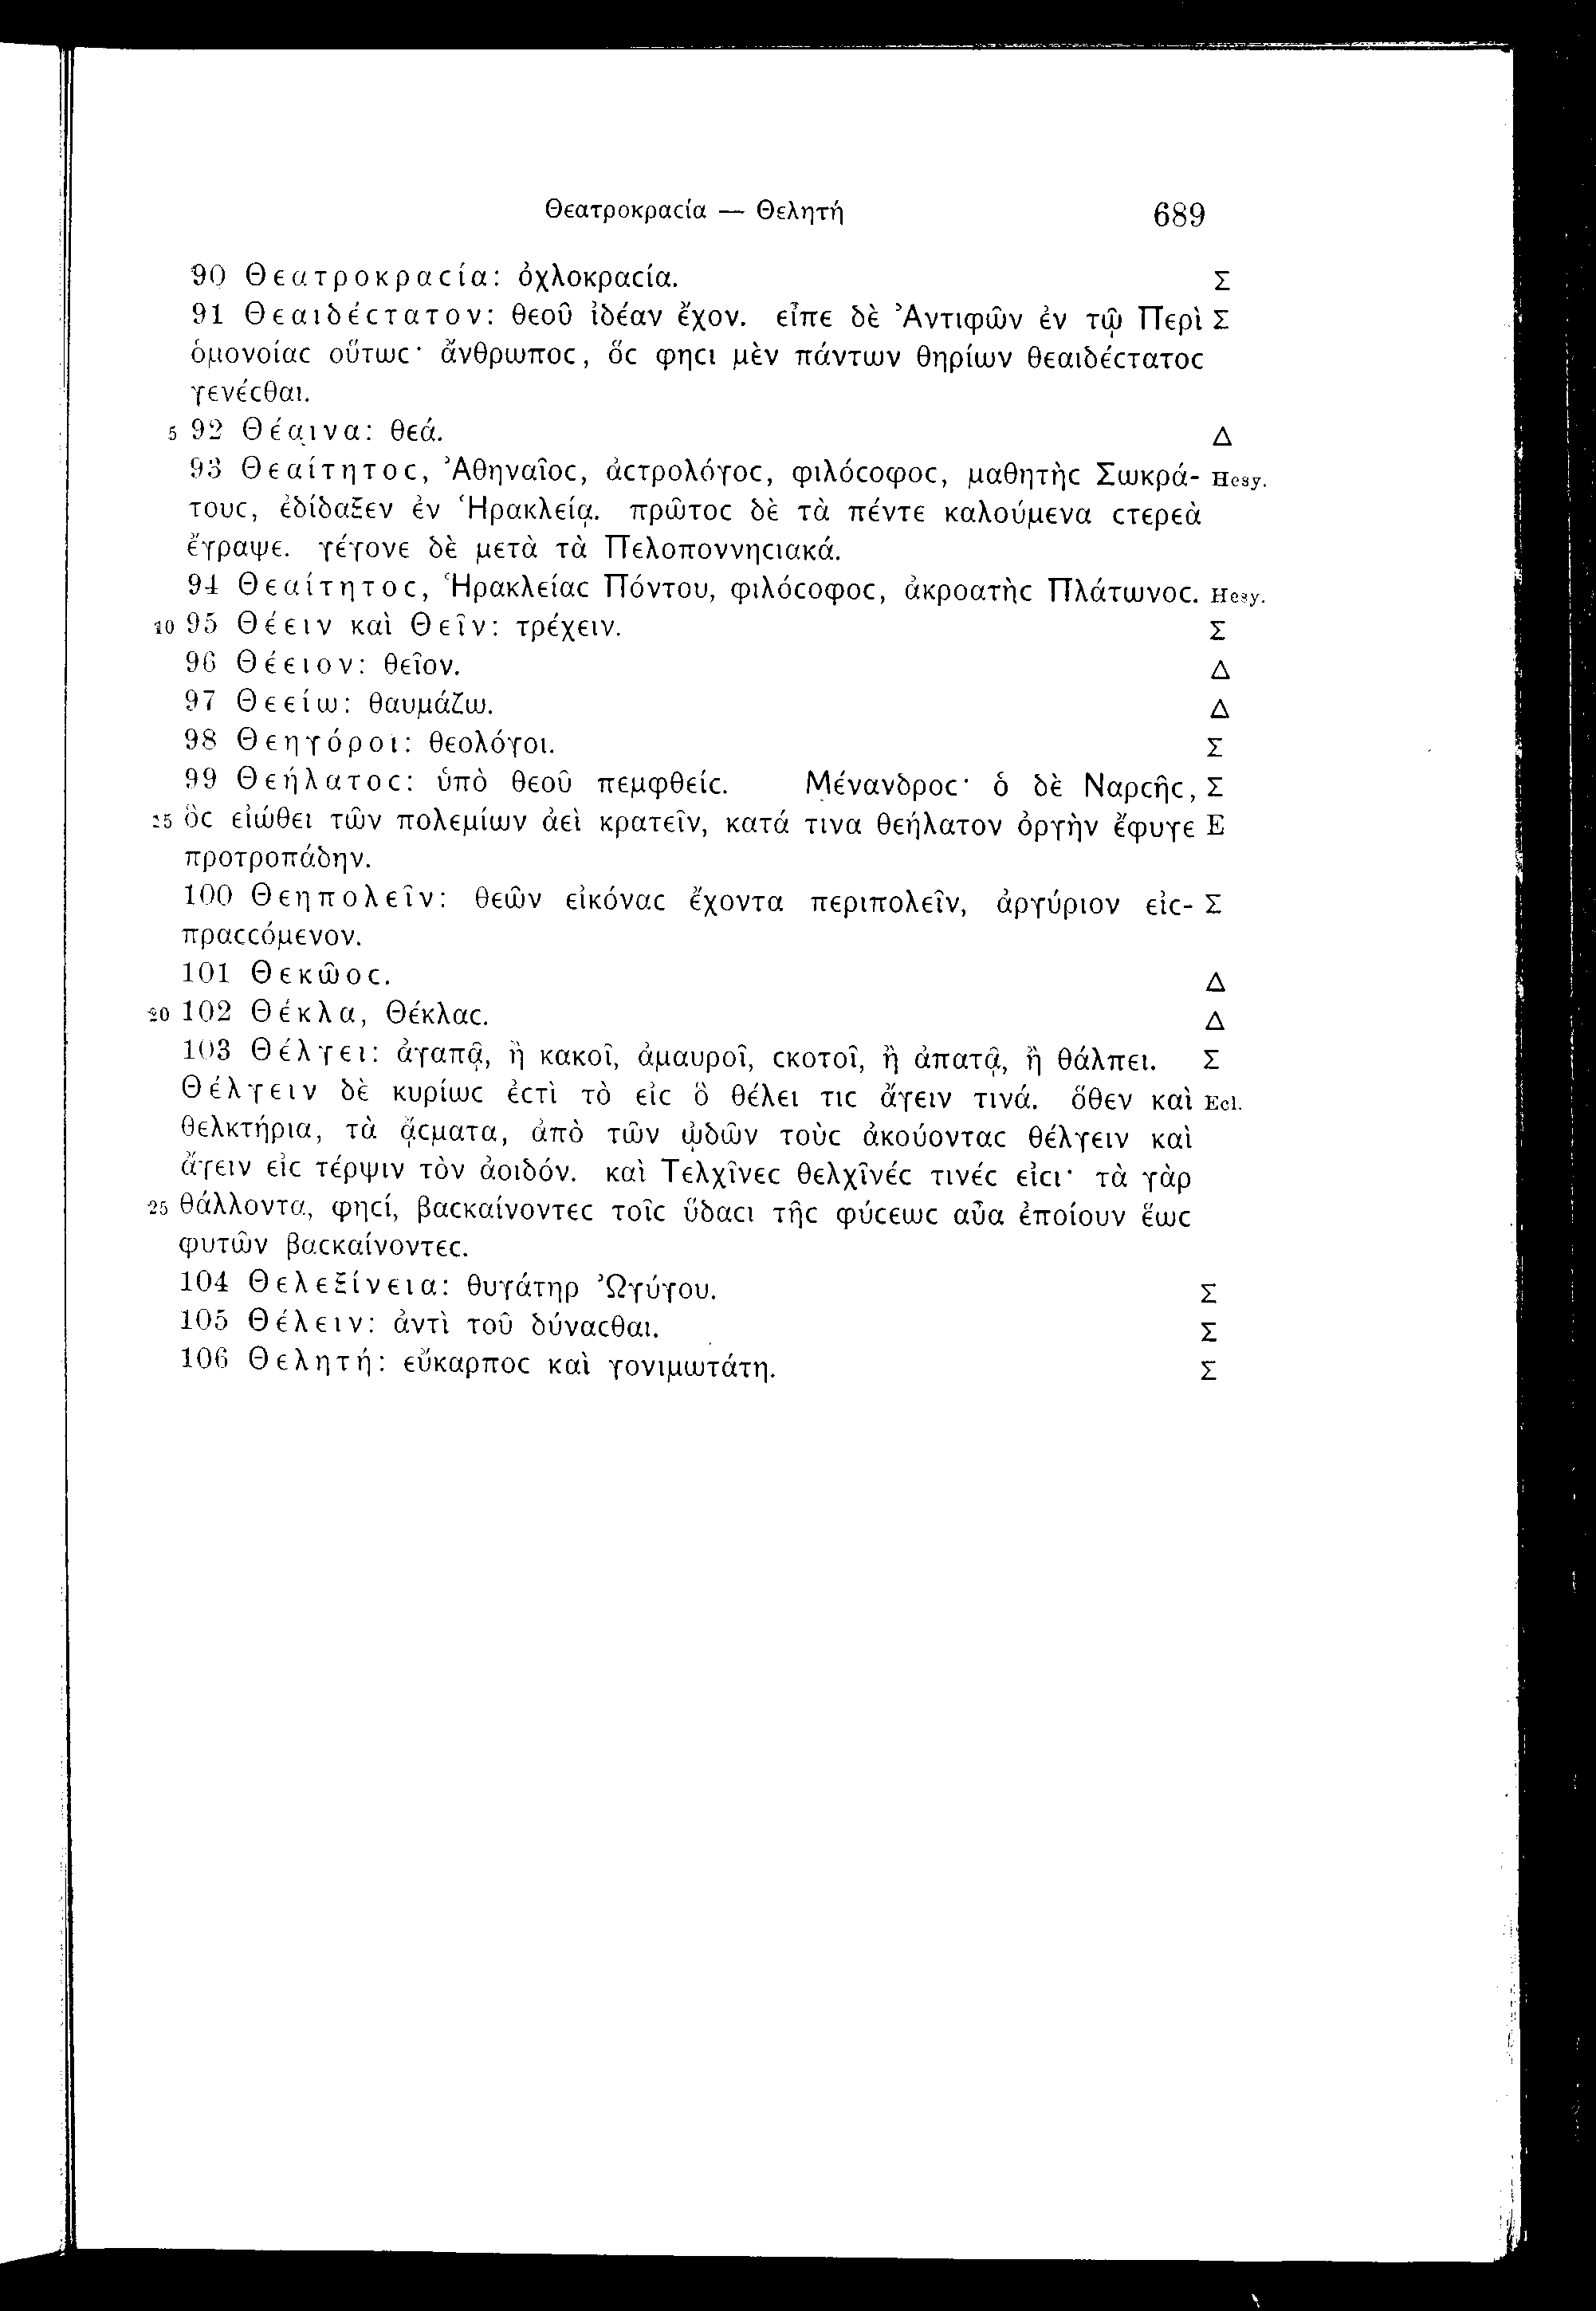 Θεατροκραϲία — Θελητή 689
90 Θεατροκραϲία: ὀχλοκραϲία. Σ
91 Θεαιδέϲτατον: θεοῦ ἰδέαν ἔχον. εἶπε δὲ Ἀντιφῶν ἐν τῷ Περὶ Σ
ὁμονοίαϲ οὕτωϲ· ἄνθρωποϲ, ὅϲ φηϲι μὲν πάντων θηρίων θεαιδέϲτατοϲ
γενέϲθαι.
5 92 Θέαινα: θεά. Δ
93 Θεαίτητοϲ, Ἀθηναῖοϲ, ἀϲτρολόγοϲ, φιλόϲοφοϲ, μαθητὴϲ Σωκρά- Hesy.
τουϲ, ἐδίδαξεν ἐν Ἡρακλείᾳ. πρῶτοϲ δὲ τὰ πέντε καλούμενα ϲτερεὰ
ἔγραψε. γέγονε δὲ μετὰ τὰ Πελοποννηϲιακά.
94 Θεαίτητοϲ, Ἡρακλείαϲ Πόντου, φιλόϲοφοϲ, ἀκροατὴϲ Πλάτωνοϲ. Hesy.
10 95 Θέειν καὶ Θεῖν: τρέχειν. Σ
96 Θέειον: θεῖον. Δ
97 Θεείω: θαυμάζω. Δ
98 Θεηγόροι: θεολόγοι. Σ
99 Θεήλατοϲ: ὑπὸ θεοῦ πεμφθείϲ. Μένανδροϲ· ὁ δὲ Ναρϲῆϲ, Σ
15 ὃϲ εἰώθει τῶν πολεμίων ἀεὶ κρατεῖν, κατά τινα θεήλατον ὀργὴν ἔφυγε Ε
προτροπάδην.
100 Θεηπολεῖν: θεῶν εἰκόναϲ ἔχοντα περιπολεῖν, ἀργύριον εἰϲ- Σ
πραϲϲόμενον.
101 Θεκῶοϲ. Δ
20 102 Θέκλα, Θέκλαϲ. Δ
103 Θέλγει: ἀγαπᾷ, ἢ κακοῖ, ἀμαυροῖ, ϲκοτοῖ, ἢ ἀπατᾷ, ἢ θάλπει. Σ
Θέλγειν δὲ κυρίωϲ ἐϲτὶ τὸ εἰϲ ὃ θέλει τιϲ ἄγειν τινά. ὅθεν καὶ Ecl.
θελκτήρια, τὰ ᾄϲματα, ἀπὸ τῶν ᾠδῶν τοὺϲ ἀκούονταϲ θέλγειν καὶ
ἄγειν εἰϲ τέρψιν τὸν ἀοιδόν. καὶ Τελχῖνεϲ θελχῖνέϲ τινέϲ εἰϲι· τὰ γὰρ
25 θάλλοντα, φηϲί, βαϲκαίνοντεϲ τοῖϲ ὕδαϲι τῆϲ φύϲεωϲ αὖα ἐποίουν ἕωϲ
φυτῶν βαϲκαίνοντεϲ.
104 Θελεξίνεια: θυγάτηρ Ὠγύγου. Σ
105 Θέλειν: ἀντὶ τοῦ δύναϲθαι. Σ
106 Θελητή: εὔκαρποϲ καὶ γονιμωτάτη. Σ